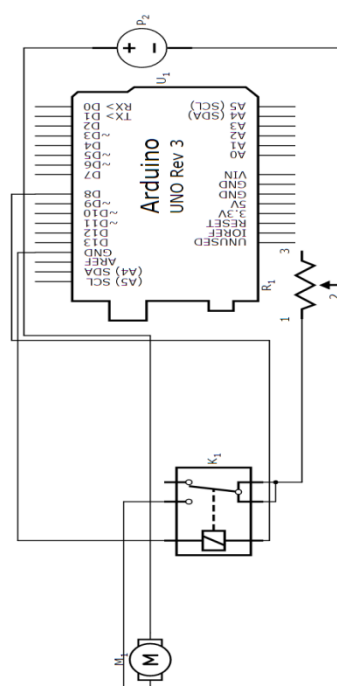 P2
+
−
U1
D0 RX>
D1 TX>
D2
D3~
D4
D5~
D6~
D7
D8
D9~
D10~
D11~
D12
D13
GND
AREF
(A4) SDA
(A5) SCL
Arduino
UNO Rev 3
A5 (SCL)
A4 (SDA)
A3
A2
A1
A0
VIN
GND
GND
5V
3.3V
RESET
IOREF
UNUSED
R1
3
2
1
K1
M1
M